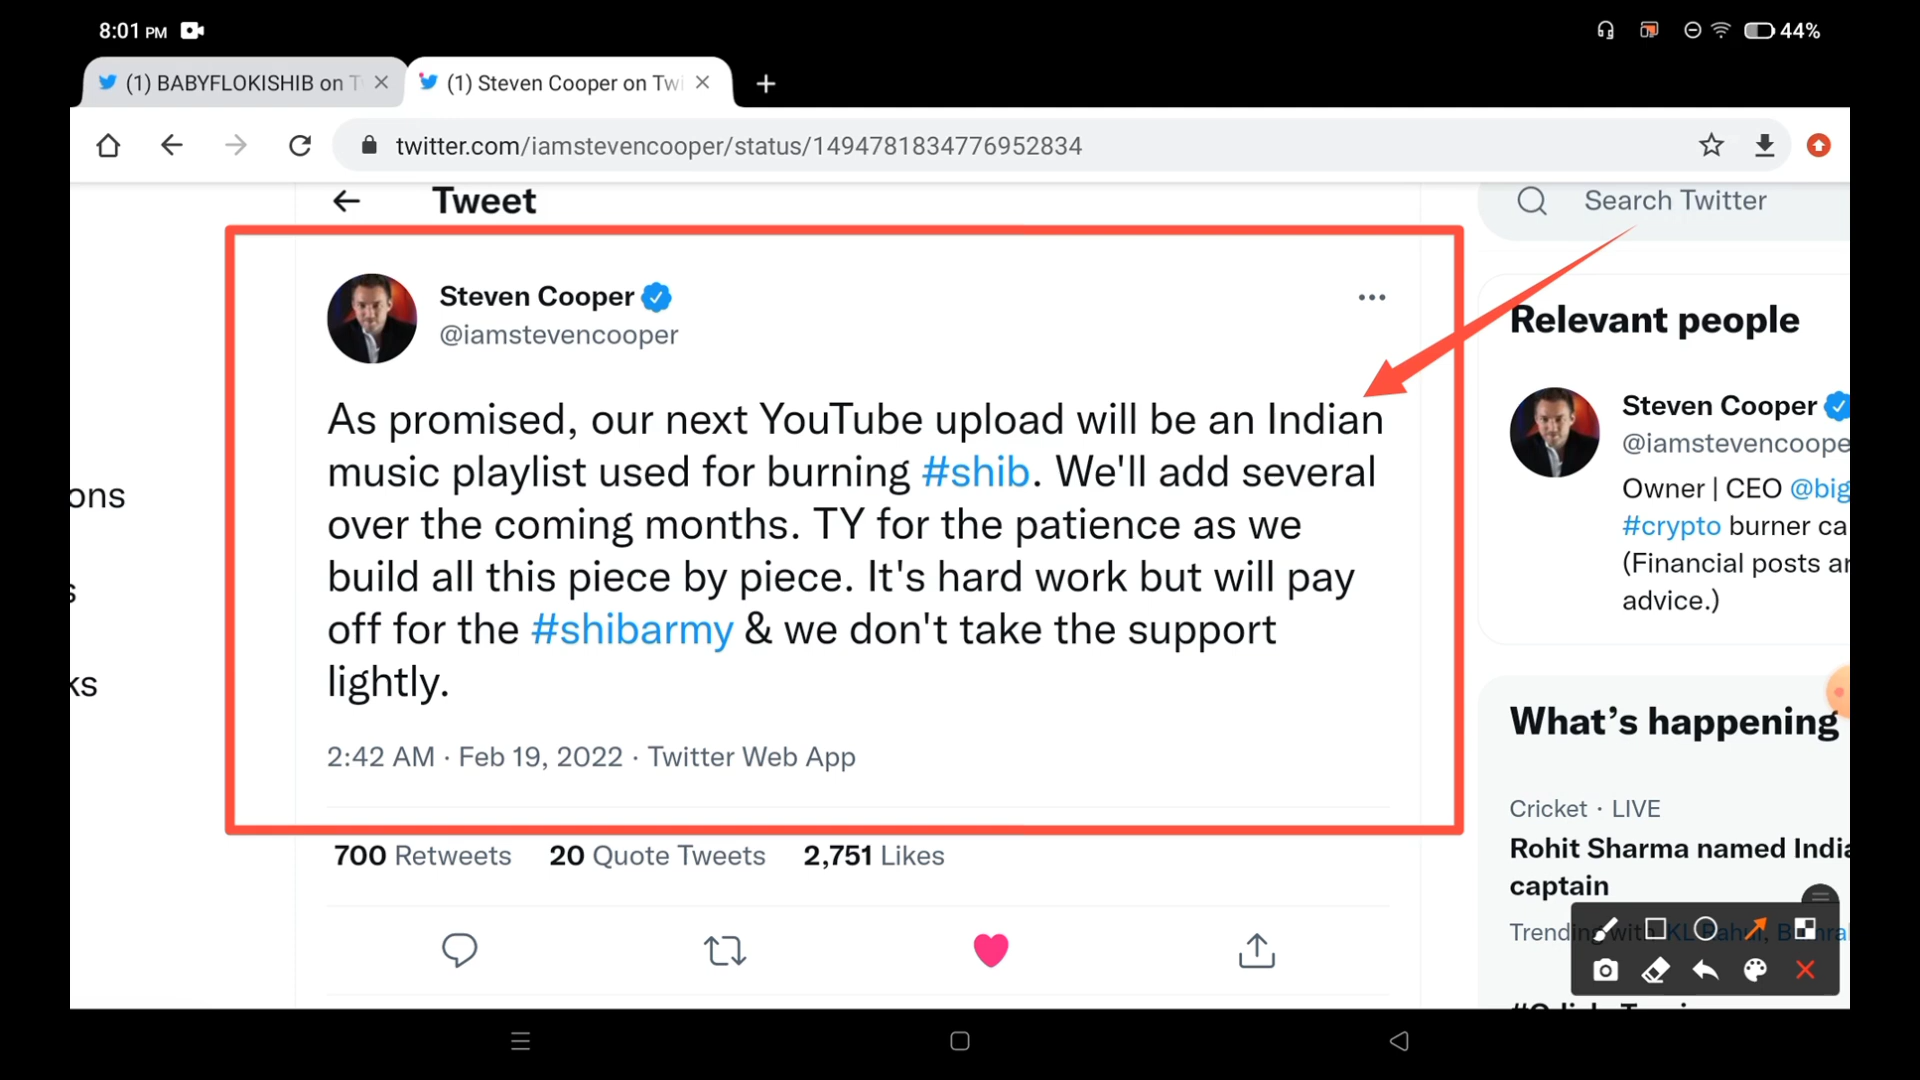 8:01 PM
44%
(1) BABYFLOKISHIB on T
(1) Steven Cooper on Twi
twitter.com/iamstevencooper/status/1494781834776952834
Tweet
Search Twitter
Steven Cooper
@iamstevencooper
As promised, our next YouTube upload will be an Indian
music playlist used for burning #shib. We'll add several
over the coming months. TY for the patience as we
build all this piece by piece. It's hard work but will pay
off for the #shibarmy & we don't take the support
lightly.
2:42 AM · Feb 19, 2022 · Twitter Web App
700 Retweets 20 Quote Tweets 2,751 Likes
ons
s
ks
Relevant people
Steven Cooper
@iamstevencoope
Owner | CEO @big
#crypto burner ca
(Financial posts ar
advice.)
What's happening
Cricket · LIVE
Rohit Sharma named India
captain
Trending with KL Rahul,